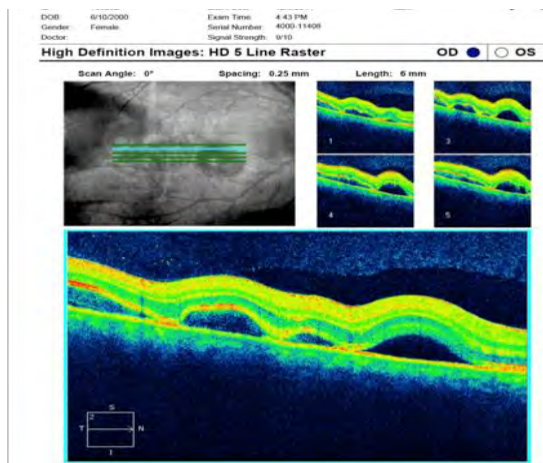 DOB: 6/10/2000 Exam Time: 4:43 PM
Gender: Female Serial Number: 4000-11408
Doctor: Signal Strength: 9/10
High Definition Images: HD 5 Line Raster OD OS
Scan Angle: 0° Spacing: 0.25 mm Length: 6 mm
1 3
4 5
2 S
T N
I